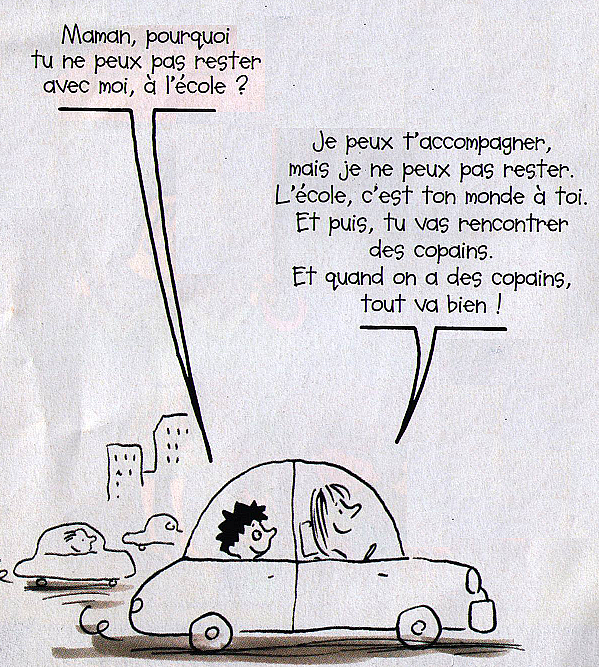 Maman, pourquoi
tu ne peux pas rester
avec moi, à l'école ?
Je peux t'accompagner,
mais je ne peux pas rester.
L'école, c'est ton monde à toi.
Et puis, tu vas rencontrer
des copains.
Et quand on a des copains,
tout va bien !